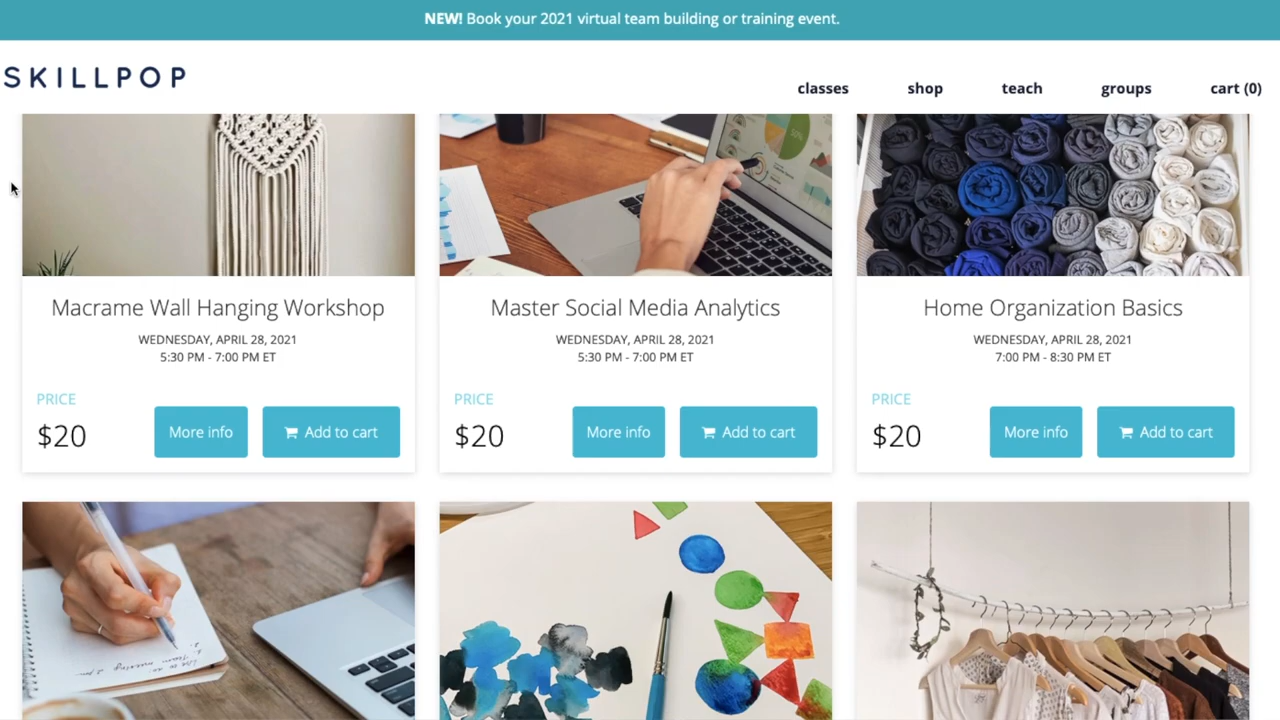 NEW! Book your 2021 virtual team building or training event.
SKILLPOP
classes shop teach groups cart (0)
Macrame Wall Hanging Workshop
WEDNESDAY, APRIL 28, 2021
5:30 PM - 7:00 PM ET
PRICE
$20
More info
Add to cart
Master Social Media Analytics
WEDNESDAY, APRIL 28, 2021
5:30 PM - 7:00 PM ET
PRICE
$20
More info
Add to cart
Home Organization Basics
WEDNESDAY, APRIL 28, 2021
7:00 PM - 8:30 PM ET
PRICE
$20
More info
Add to cart
50%